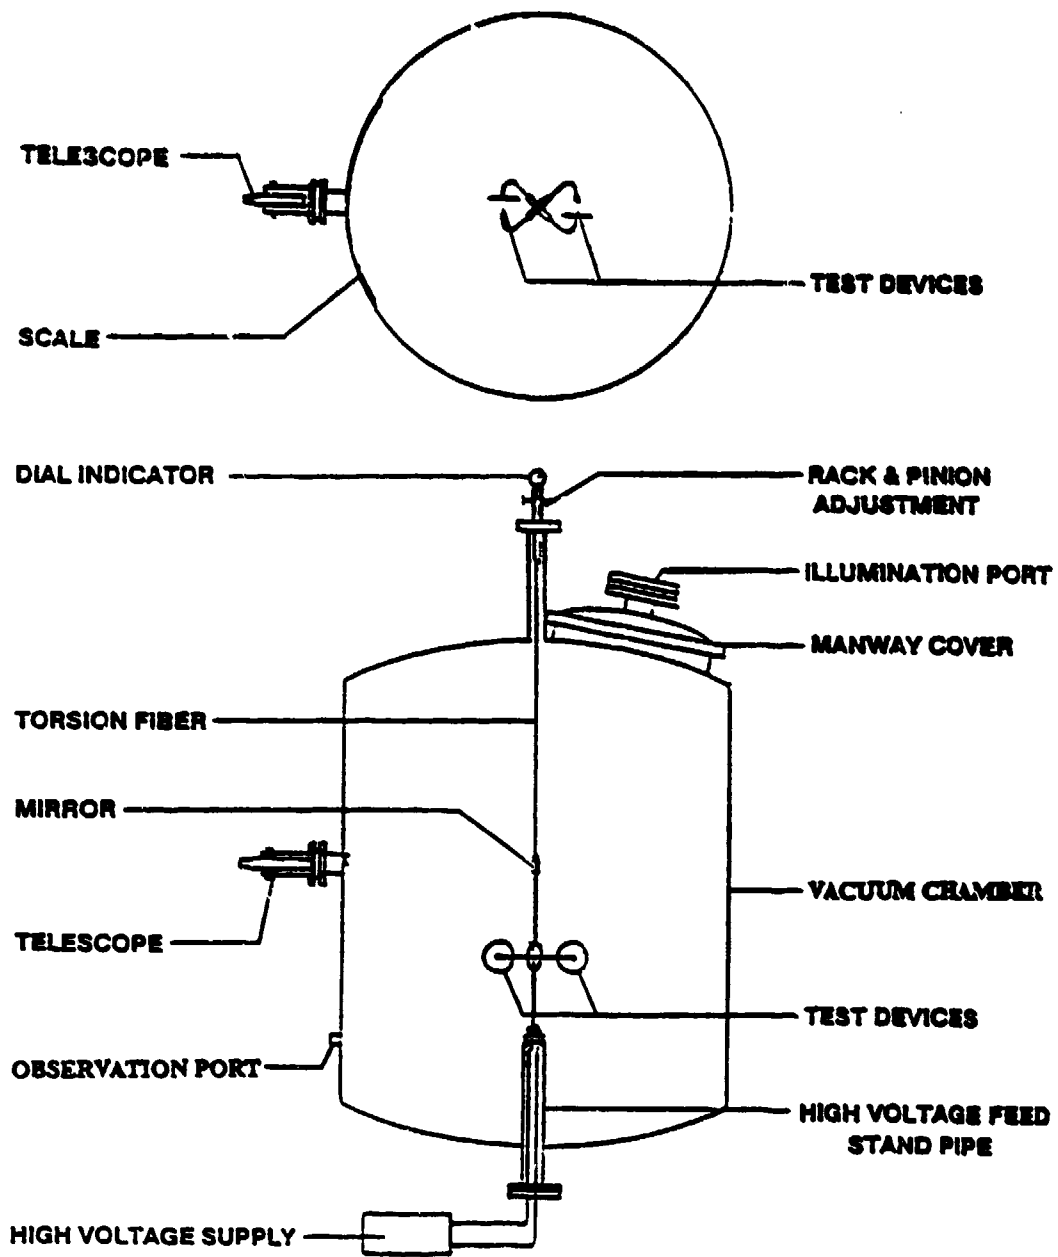 TELE3COPE
TEST DEVICES
SCALE
DIAL INDICATOR
RACK & PINION
ADJUSTMENT
ILLUMINATION PORT
MANWAY COVER
TORSION FIBER
MIRROR
VACUUM CHAMBER
TELESCOPE
TEST DEVICES
OBSERVATION PORT
HIGH VOLTAGE FEED
STAND PIPE
HIGH VOLTAGE SUPPLY